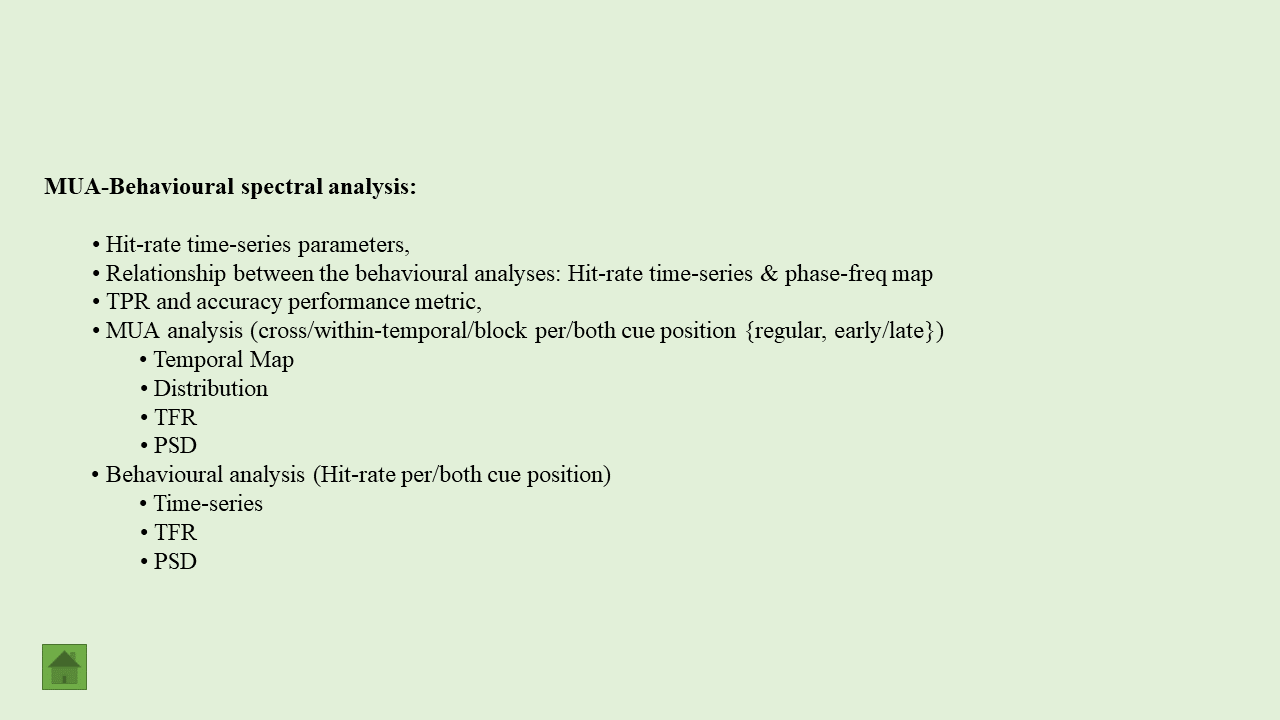 MUA-Behavioural spectral analysis:
• Hit-rate time-series parameters,
• Relationship between the behavioural analyses: Hit-rate time-series & phase-freq map
• TPR and accuracy performance metric,
• MUA analysis (cross/within-temporal/block per/both cue position {regular, early/late})
• Temporal Map
• Distribution
• TFR
• PSD
• Behavioural analysis (Hit-rate per/both cue position)
• Time-series
• TFR
• PSD